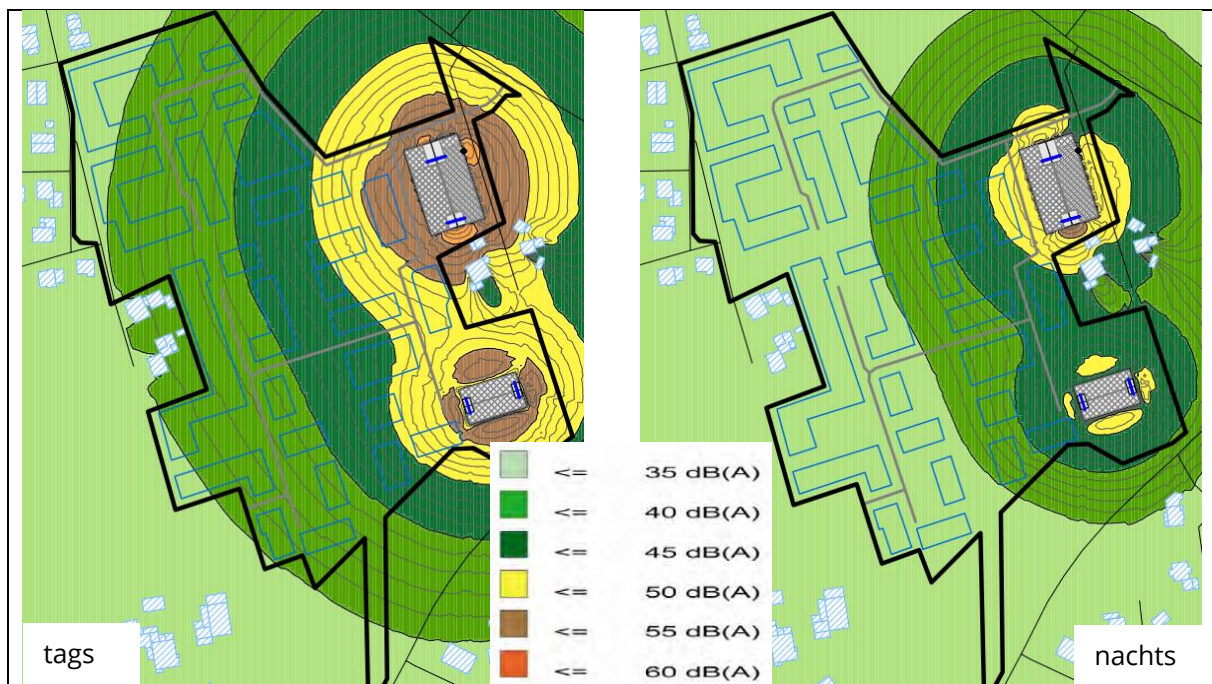 <= 35 dB(A)
<= 40 dB(A)
<= 45 dB(A)
<= 50 dB(A)
<= 55 dB(A)
<= 60 dB(A)
tags
nachts